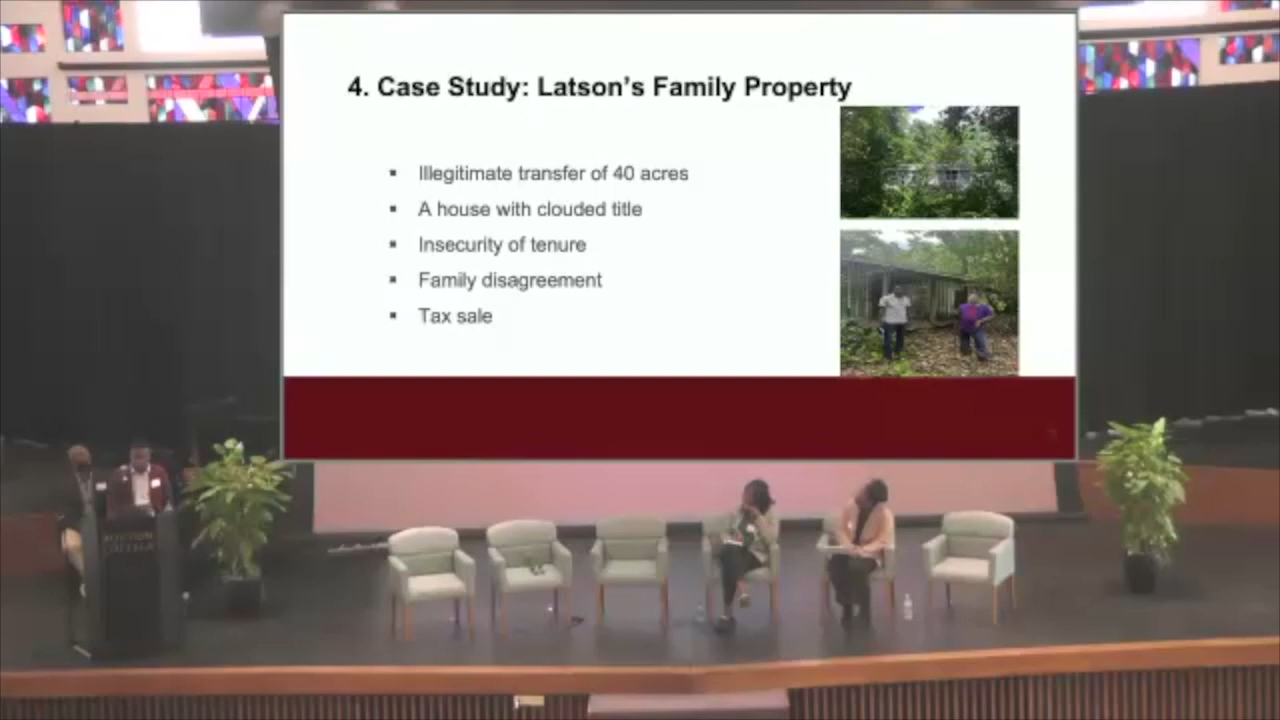 4. Case Study: Latson's Family Property
▪ Illegitimate transfer of 40 acres
▪ A house with clouded title
▪ Insecurity of tenure
▪ Family disagreement
▪ Tax sale